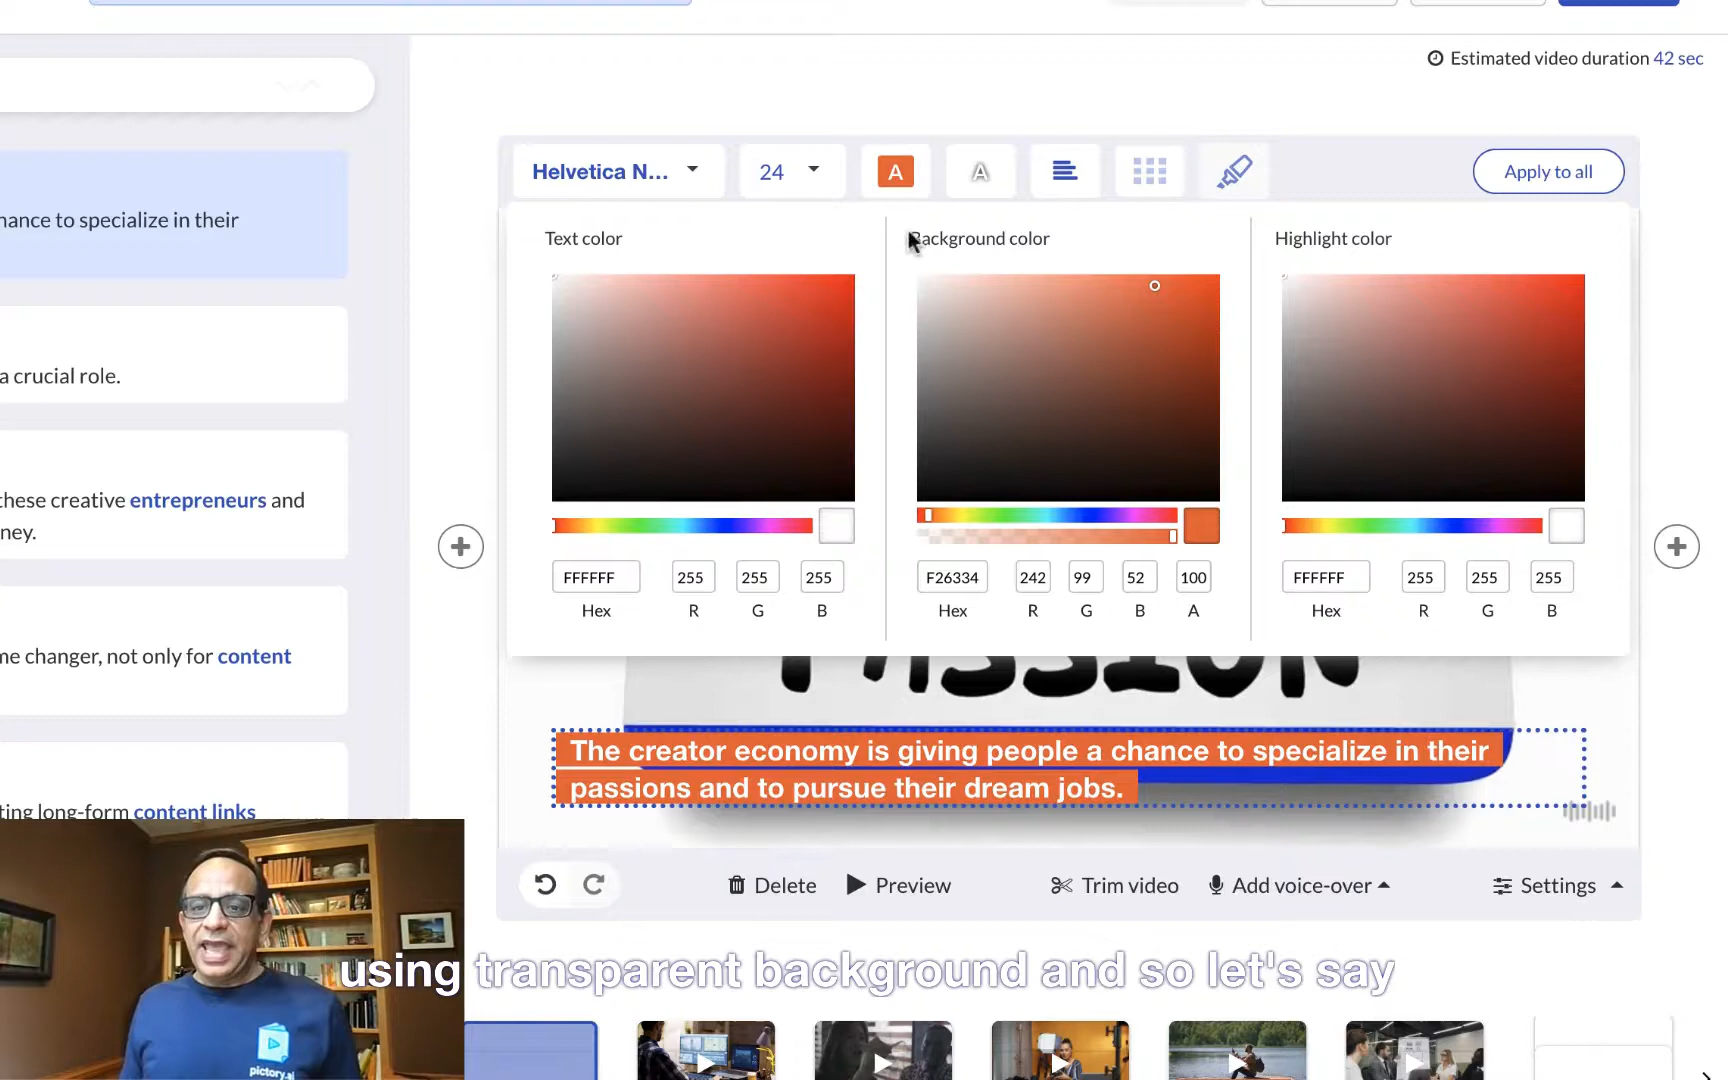 Estimated video duration 42 sec
Helvetica N...
24
A
A
Apply to all
hance to specialize in their
Text color
Background color
Highlight color
a crucial role.
these creative entrepreneurs and
ney.
FFFFFF
255
255
255
F26334
242
99
52
100
FFFFFF
255
255
255
Hex
R
G
B
Hex
R
G
B
A
Hex
R
G
B
me changer, not only for content
PASSION
The creator economy is giving people a chance to specialize in their
passions and to pursue their dream jobs.
ting long-form content links
Delete
Preview
Trim video
Add voice-over
Settings
using transparent background and so let's say
pictory.ai